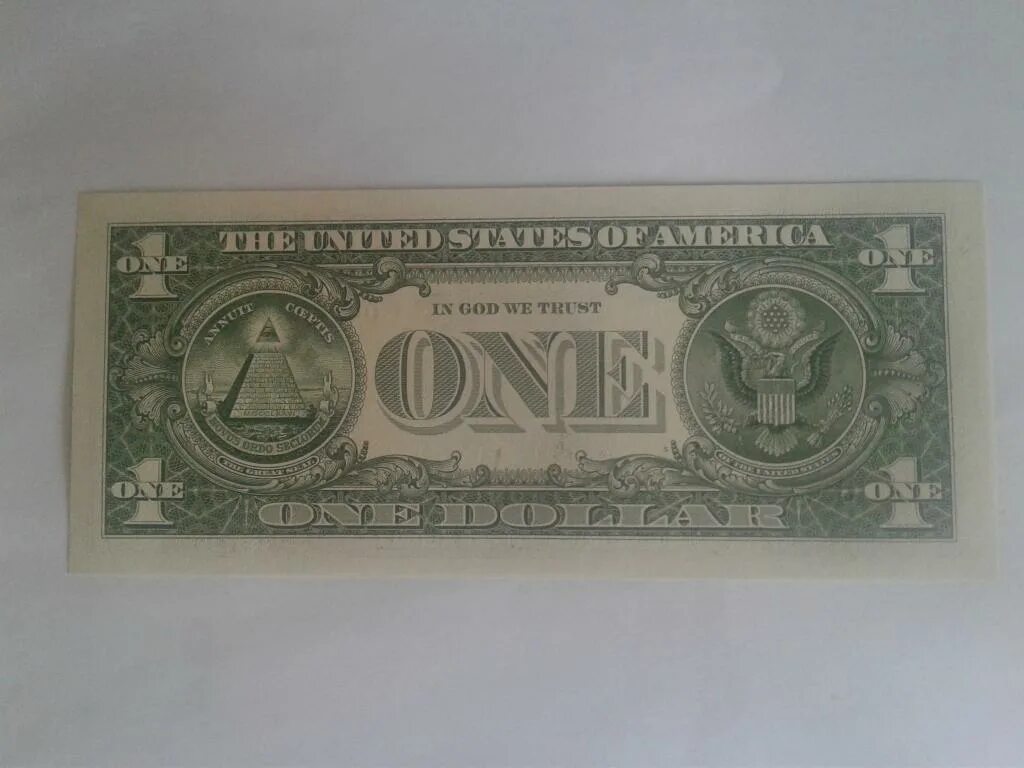 THE UNITED STATES OF AMERICA
1
ONE
1
ONE
ANNUIT CŒPTIS
IN GOD WE TRUST
ONE
MDCCLXXVI
NOVUS ORDO SECLORUM
THE GREAT SEAL
OF THE UNITED STATES
1
ONE
1
ONE
ONE DOLLAR